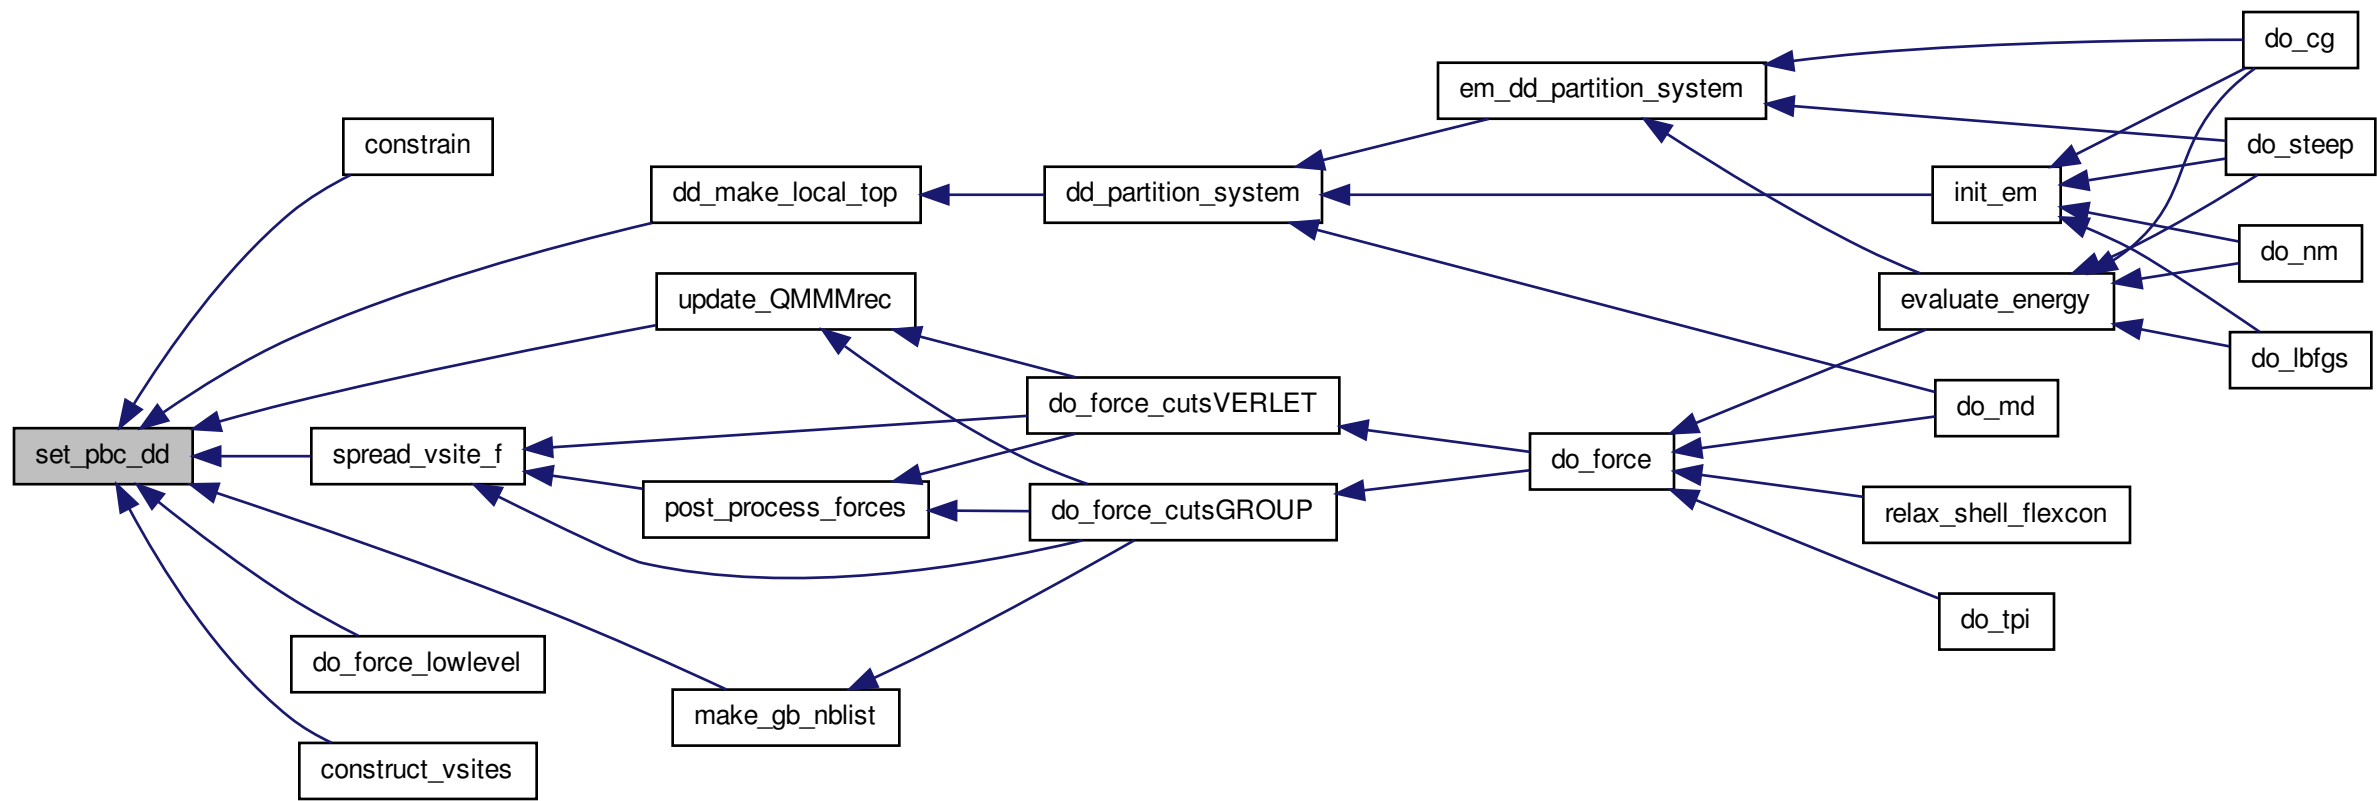 do_cg
em_dd_partition_system
constrain
do_steep
dd_make_local_top
dd_partition_system
init_em
do_nm
update_QMMMrec
evaluate_energy
do_lbfgs
do_force_cutsVERLET
do_md
set_pbc_dd
spread_vsite_f
do_force
post_process_forces
do_force_cutsGROUP
relax_shell_flexcon
do_tpi
do_force_lowlevel
make_gb_nblist
construct_vsites